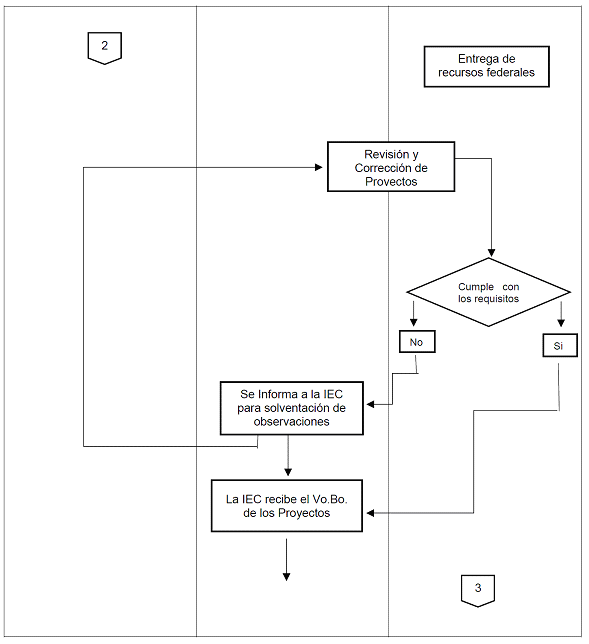 2
Entrega de
recursos federales
Revisión y
Corrección de
Proyectos
Cumple con
los requisitos
No
Si
Se Informa a la IEC
para solventación de
observaciones
La IEC recibe el Vo.Bo.
de los Proyectos
3